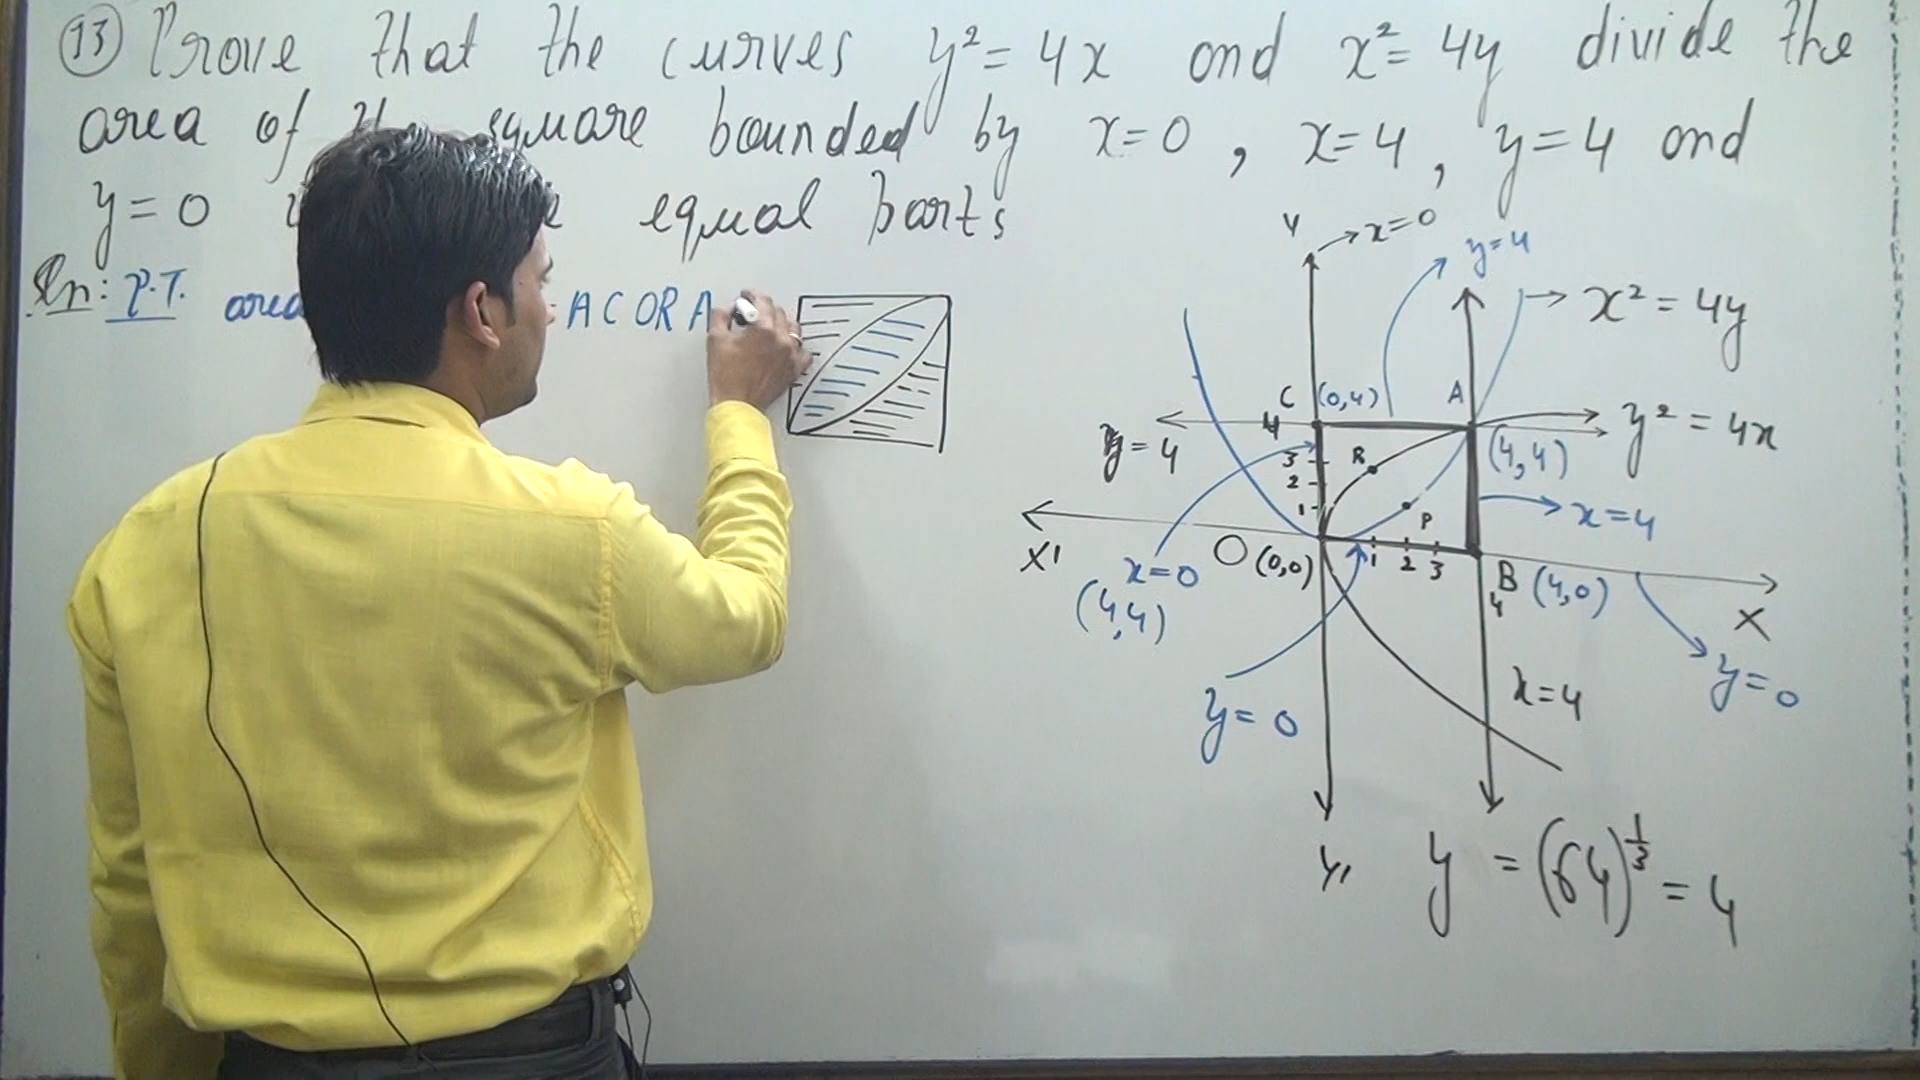 13 Prove that the curves y² = 4x and x² = 4y divide the
area of the square bounded by x=0, x=4, y=4 and
y=0 equal parts
Sln: P.T. area ACORA
Y
x=0
y=4
x² = 4y
C (0,4)
A
4
y² = 4x
y=4
3
R
(4,4)
2
1
P
x=4
X'
O (0,0)
1 2 3
B (4,0)
4
x=0
X
(4,4)
y=0
y=0
x=4
Y'
y = (64)^1/3 = 4